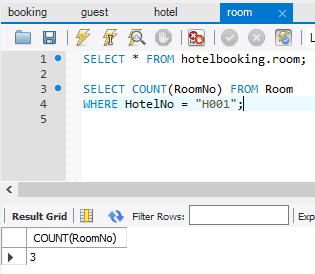 booking guest hotel room
L
1 SELECT * FROM hotelbooking.room;
2
3 SELECT COUNT(RoomNo) FROM Room
4 WHERE HotelNo = "H001";
Result Grid Filter Rows: Exp
COUNT(RoomNo)
3